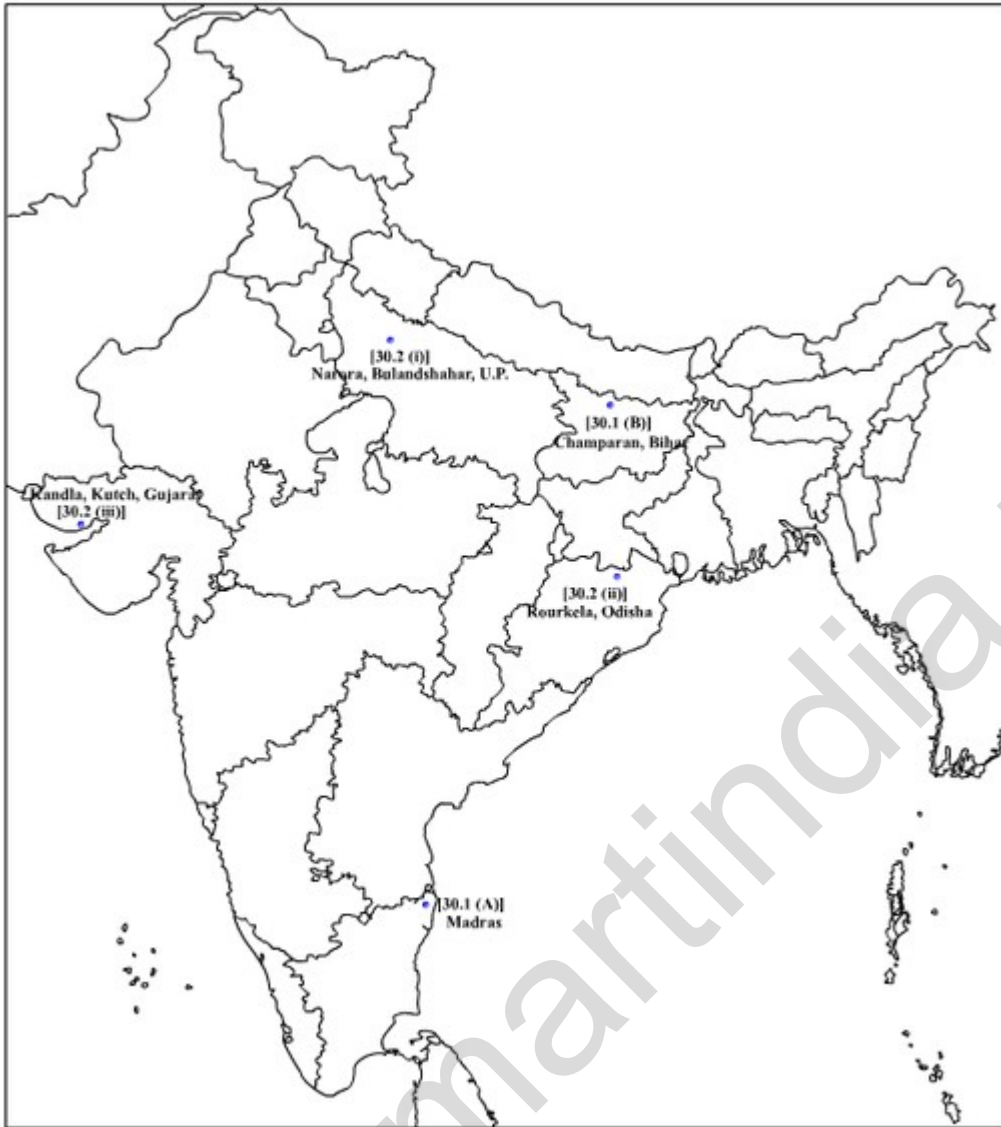 [30.2 (i)]
Narora, Bulandshahar, U.P.
[30.1 (B)]
Champaran, Bihar
Kandla, Kutch, Gujarat
[30.2 (iii)]
[30.2 (ii)]
Rourkela, Odisha
[30.1 (A)]
Madras
martindia